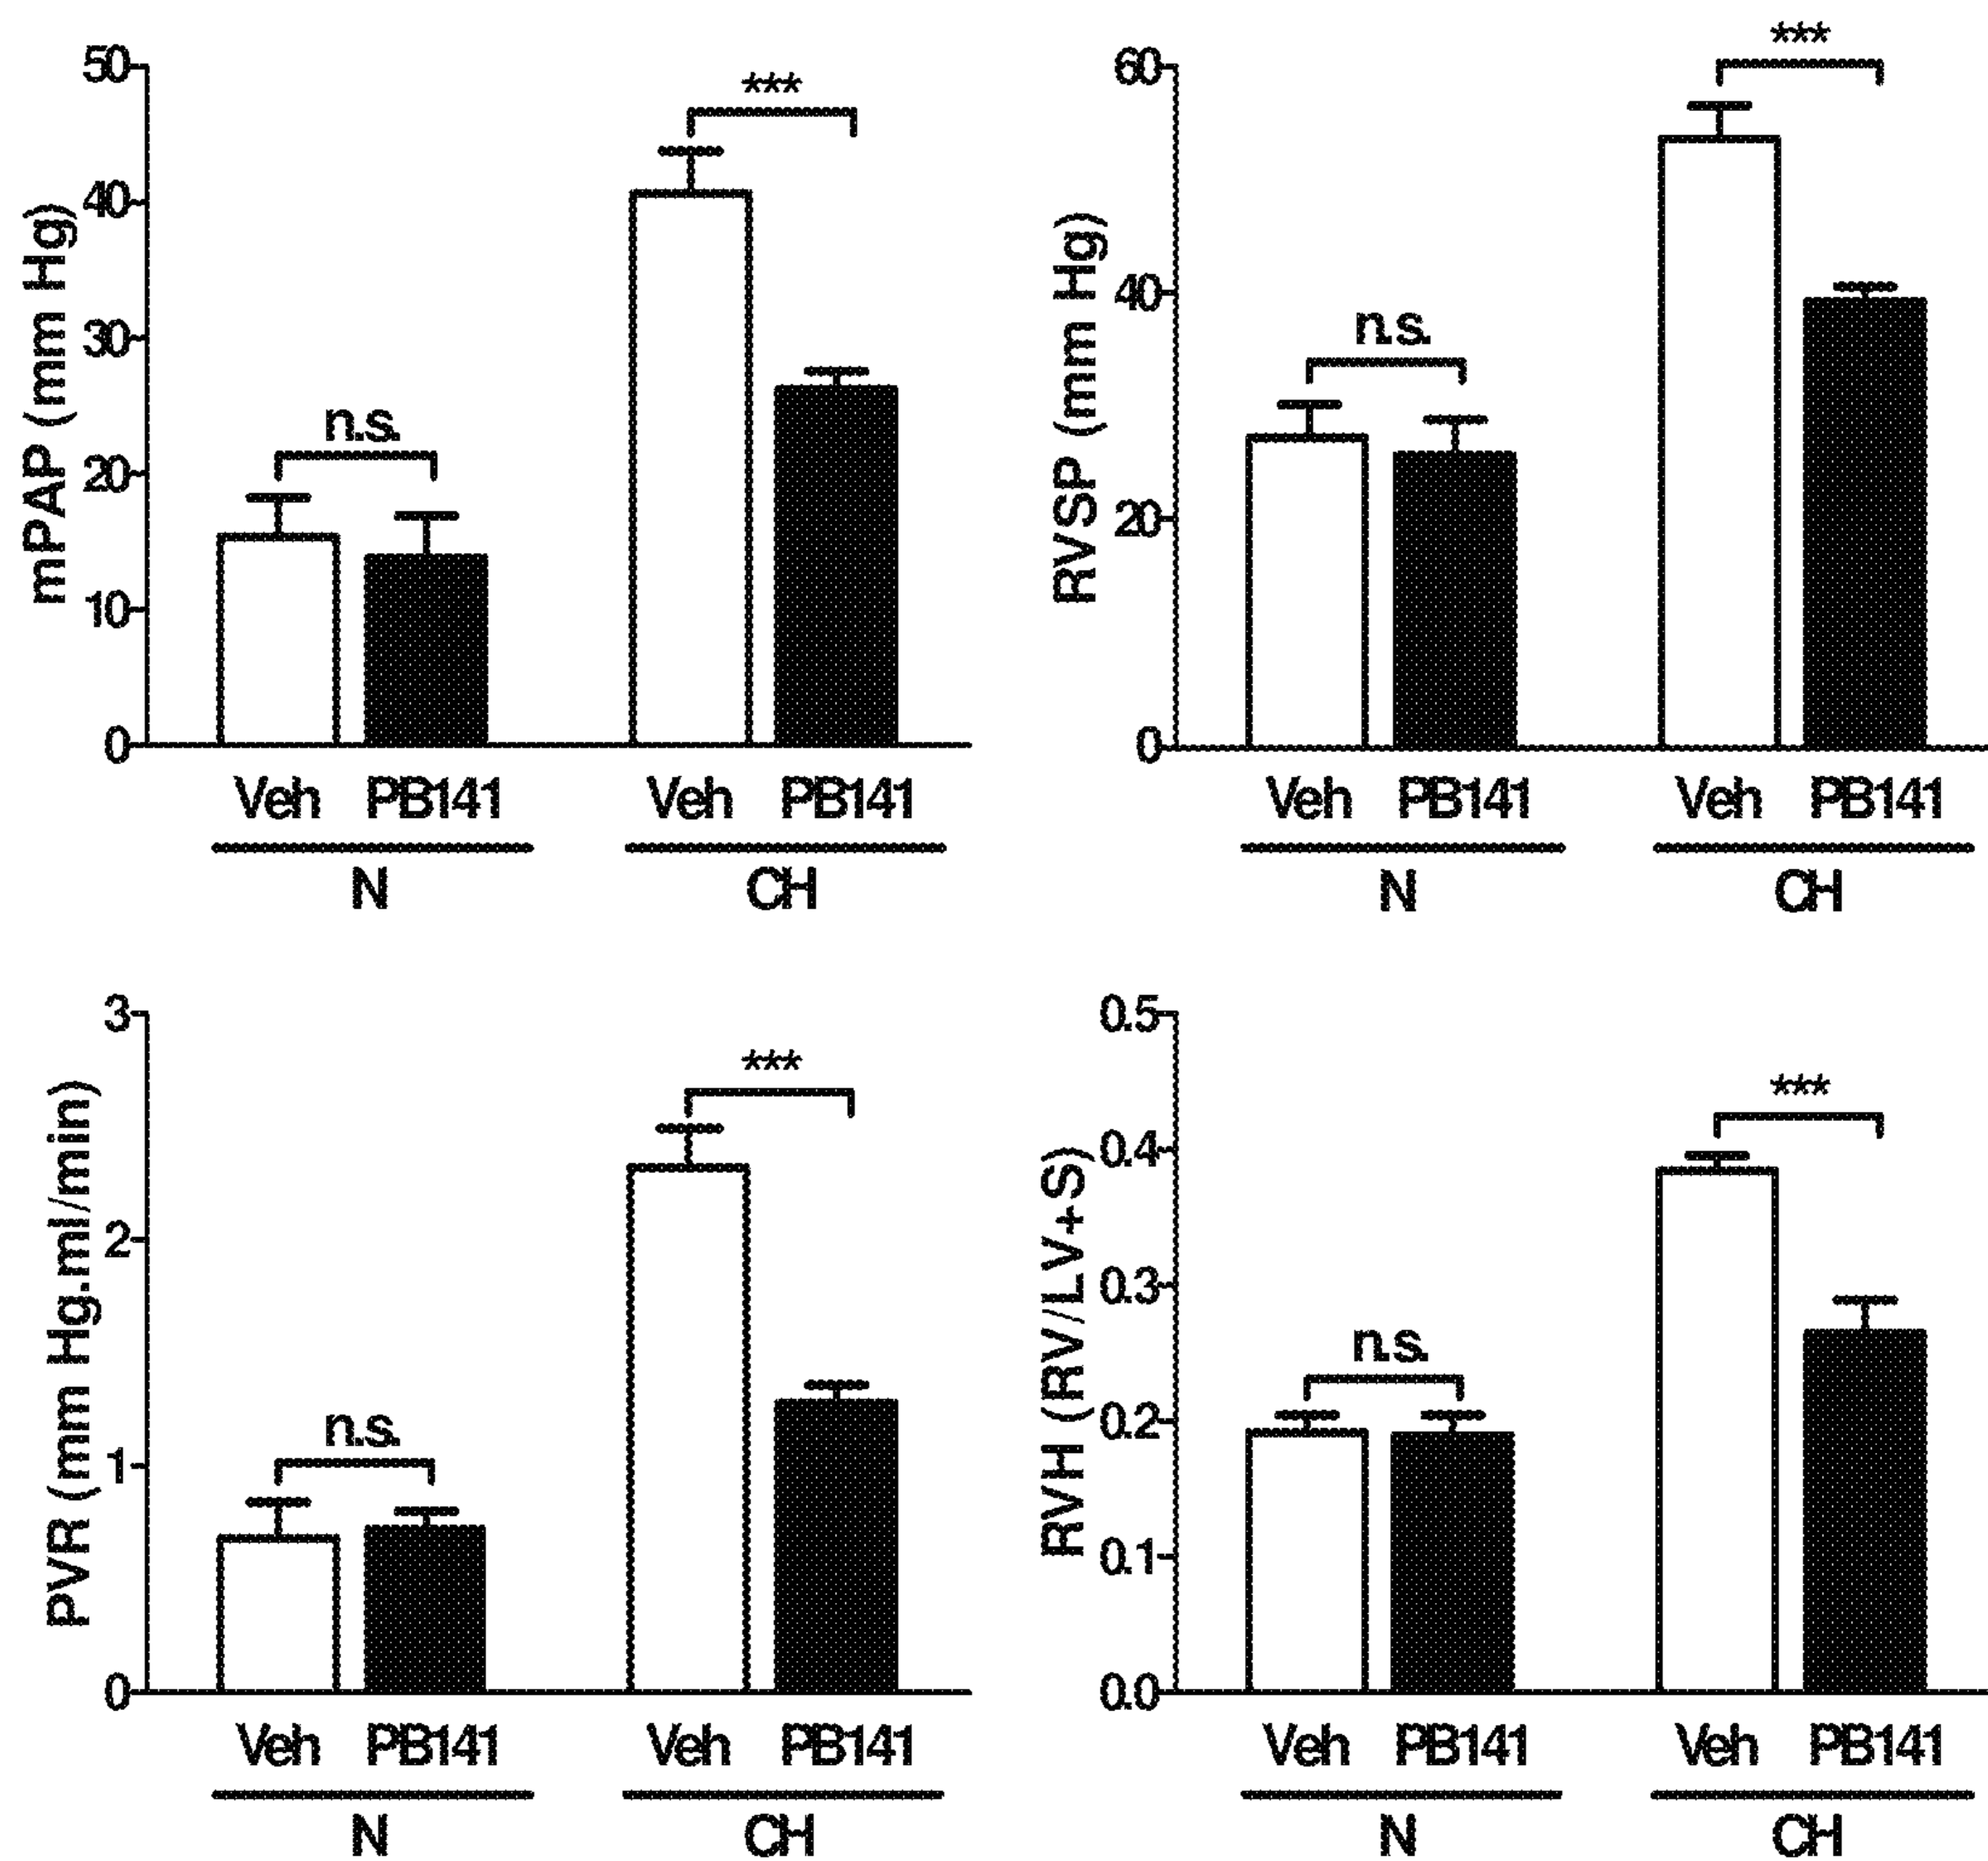 mPAP (mm Hg)
50
40
30
20
10
0
n.s.
***
Veh PB141 Veh PB141
N CH
RVSP (mm Hg)
60
40
20
0
n.s.
***
Veh PB141 Veh PB141
N CH
PVR (mm Hg.ml/min)
3
2
1
0
n.s.
***
Veh PB141 Veh PB141
N CH
RVH (RV/LV+S)
0.5
0.4
0.3
0.2
0.1
0.0
n.s.
***
Veh PB141 Veh PB141
N CH